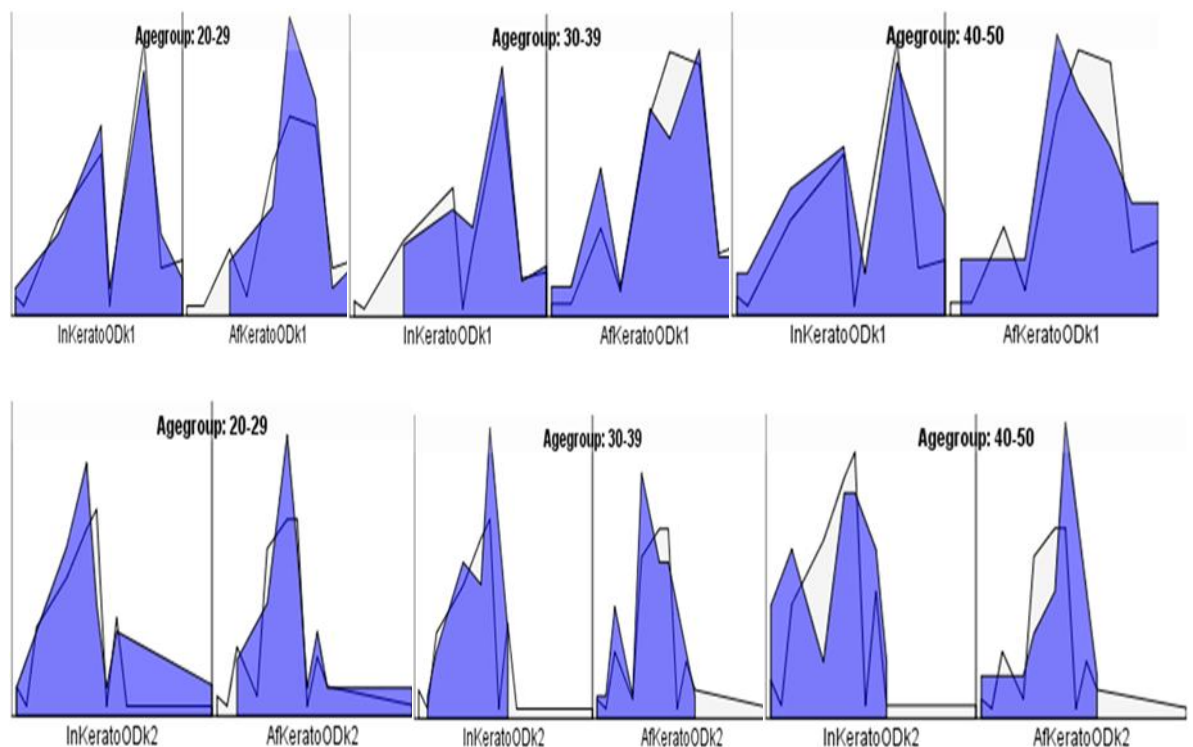 Agegroup: 20-29
Agegroup: 30-39
Agegroup: 40-50
InKeratoODk1
AfKeratoODk1
InKeratoODk1
AfKeratoODk1
InKeratoODk1
AfKeratoODk1
Agegroup: 20-29
Agegroup: 30-39
Agegroup: 40-50
InKeratoODk2
AfKeratoODk2
InKeratoODk2
AfKeratoODk2
InKeratoODk2
AfKeratoODk2